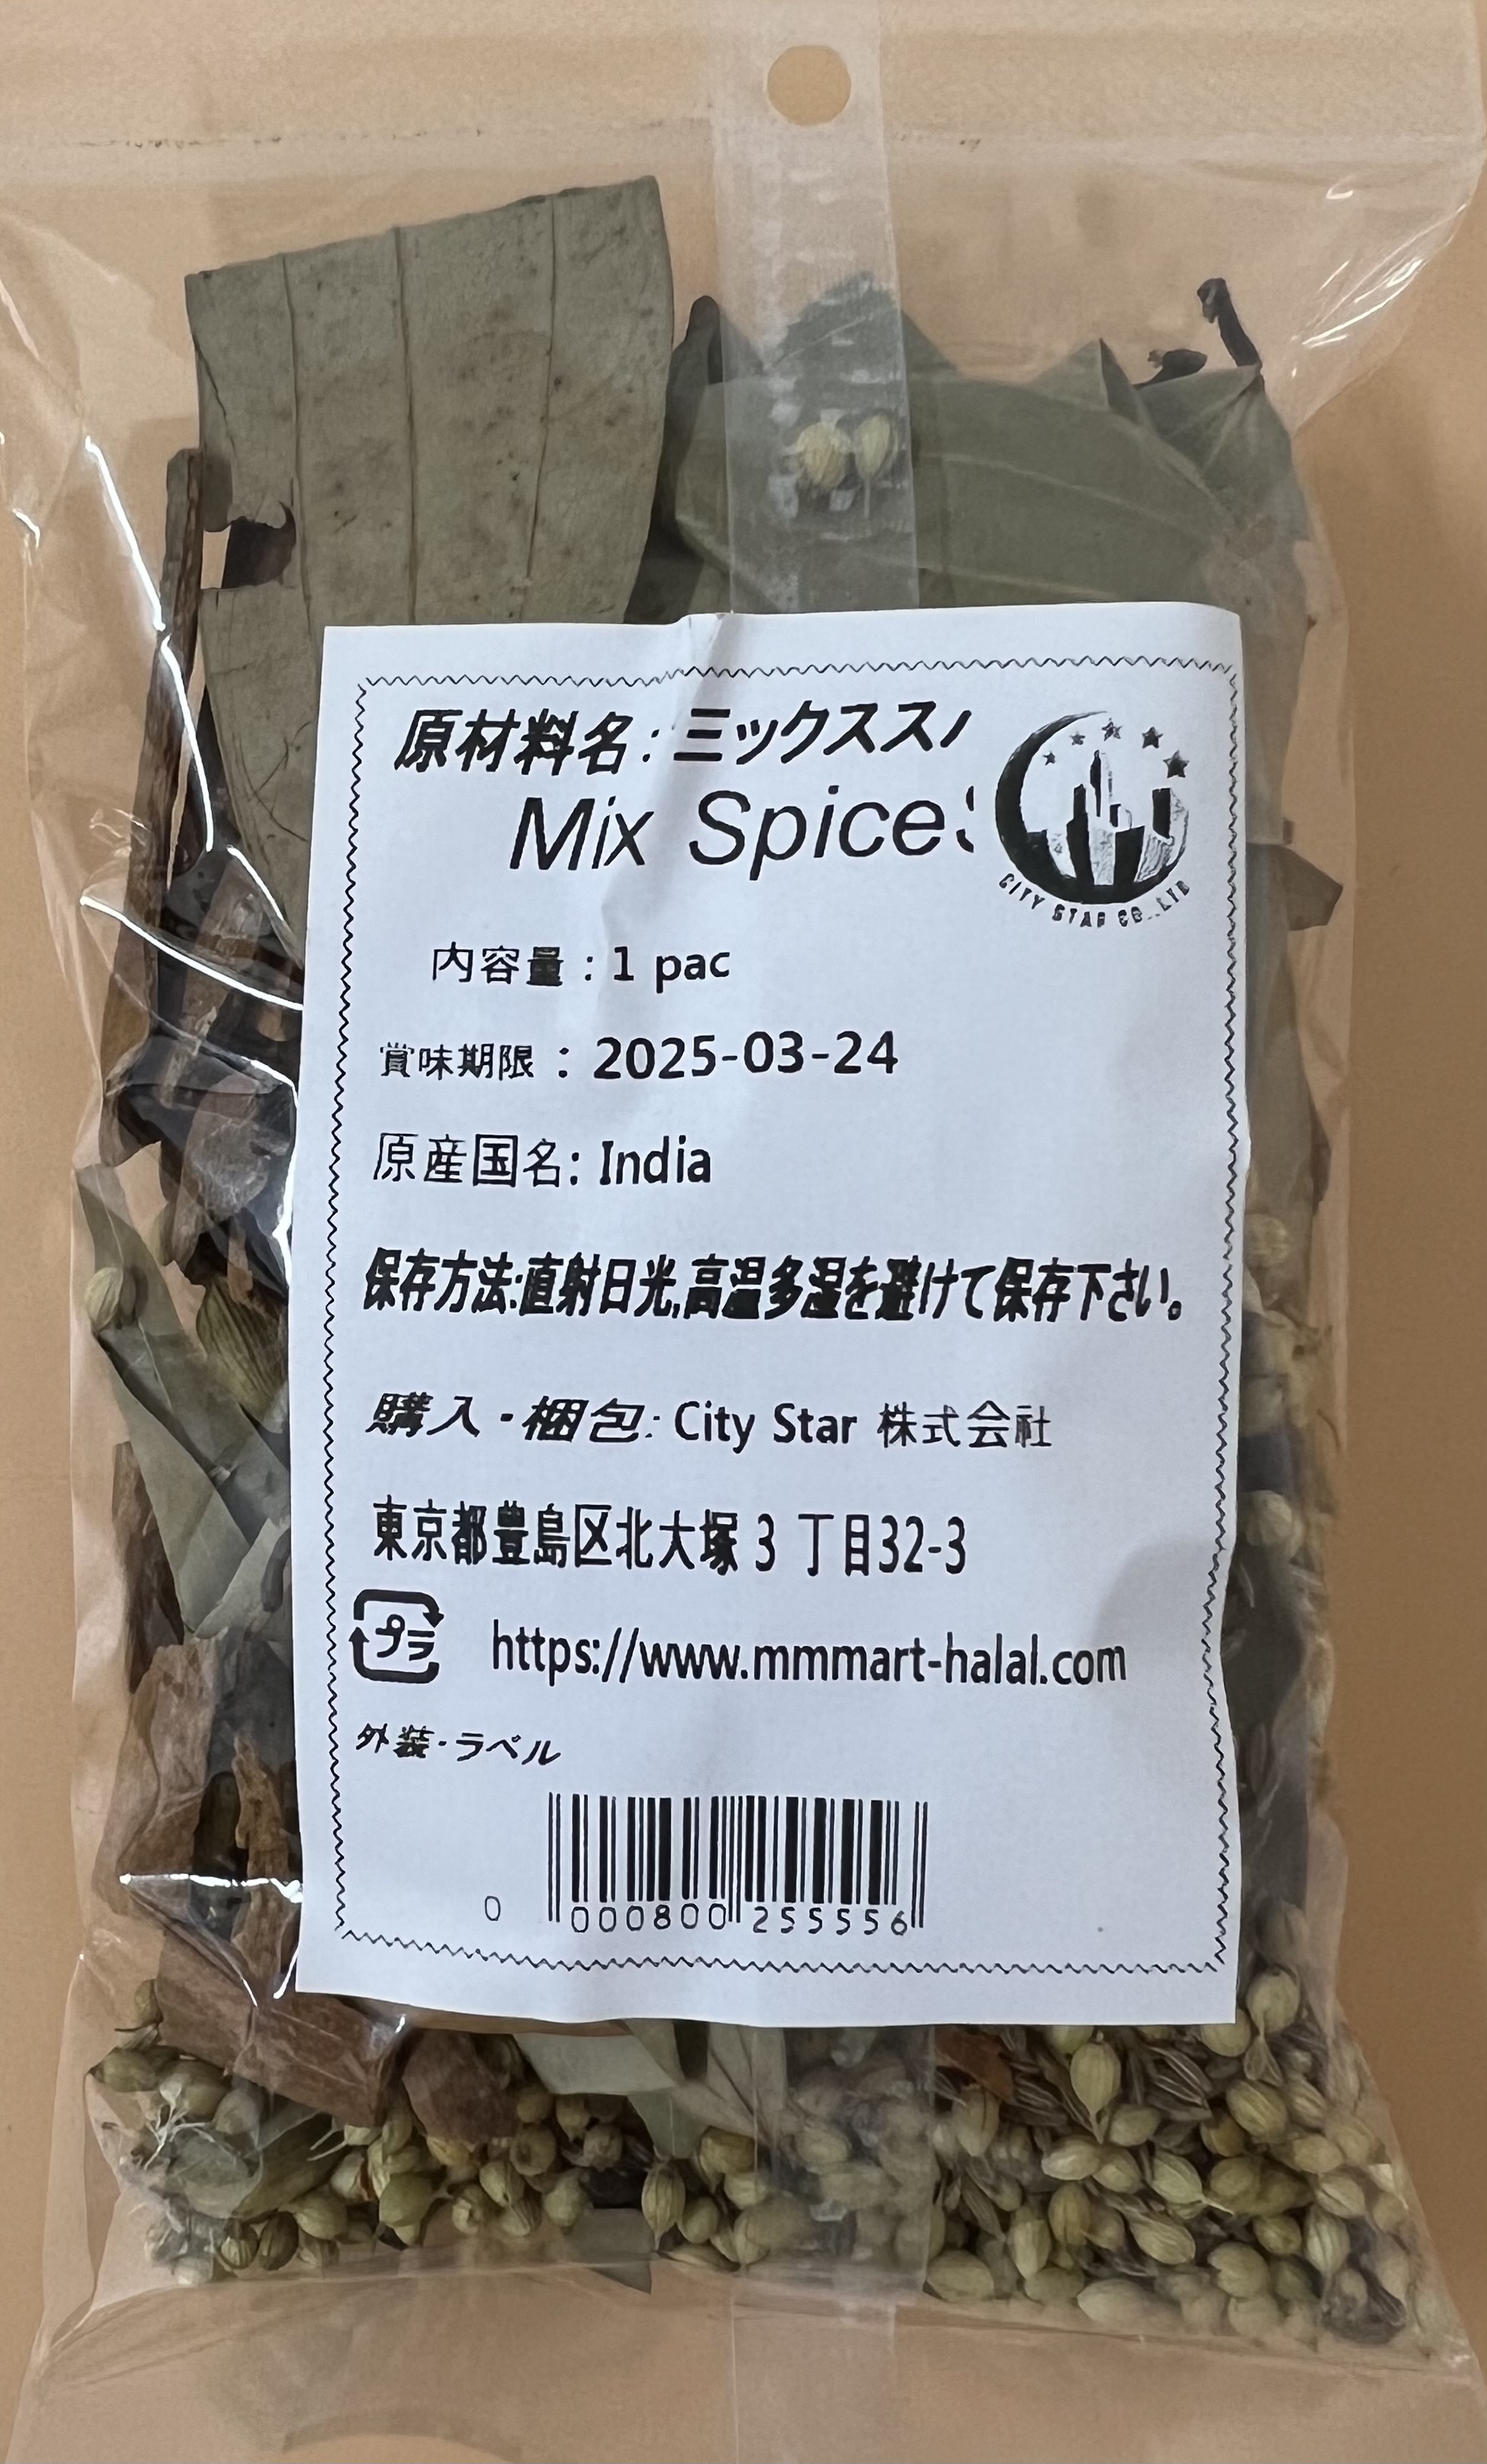 原材料名:ミックスス
Mix Spice
CITY STAR CO.,LTD
内容量:1 pac
賞味期限:2025-03-24
原産国名: India
保存方法:直射日光,高温多湿を避けて保存下さい。
購入・梱包: City Star 株式会社
東京都豊島区北大塚 3 丁目32-3
プラ
https://www.mmmart-halal.com
外装・ラベル
0 000800 255556